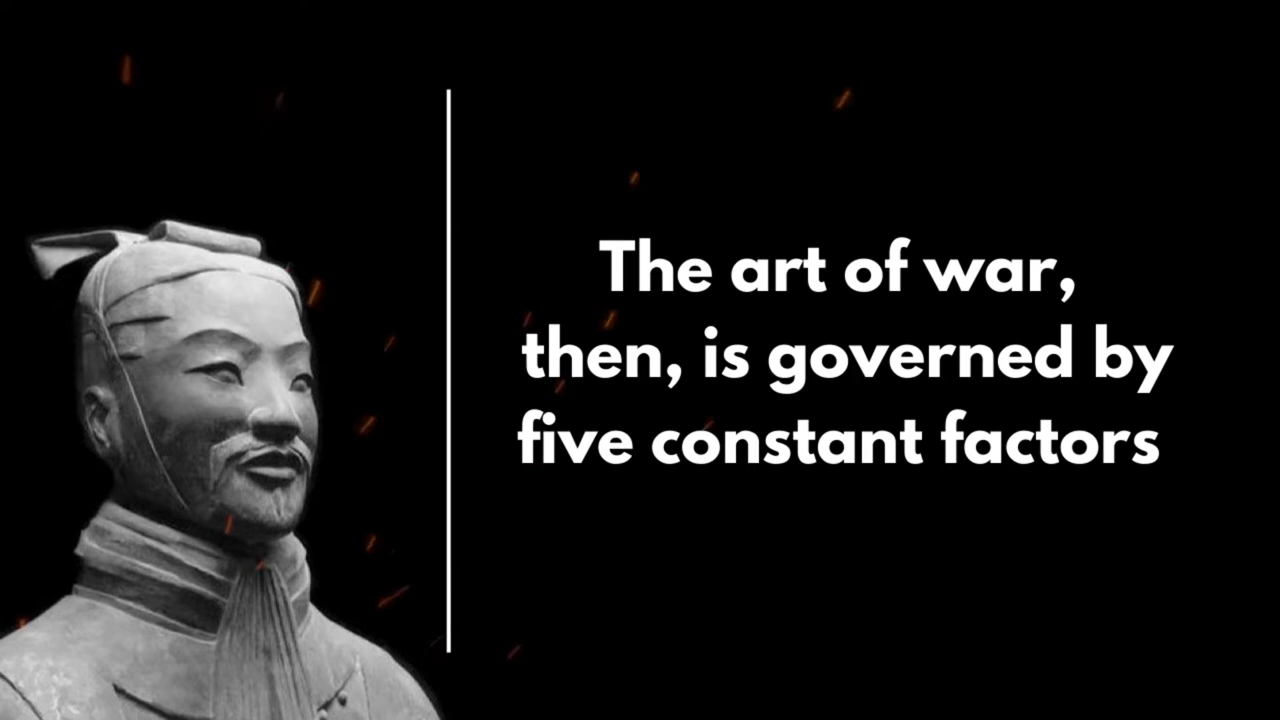 The art of war,
then, is governed by
five constant factors